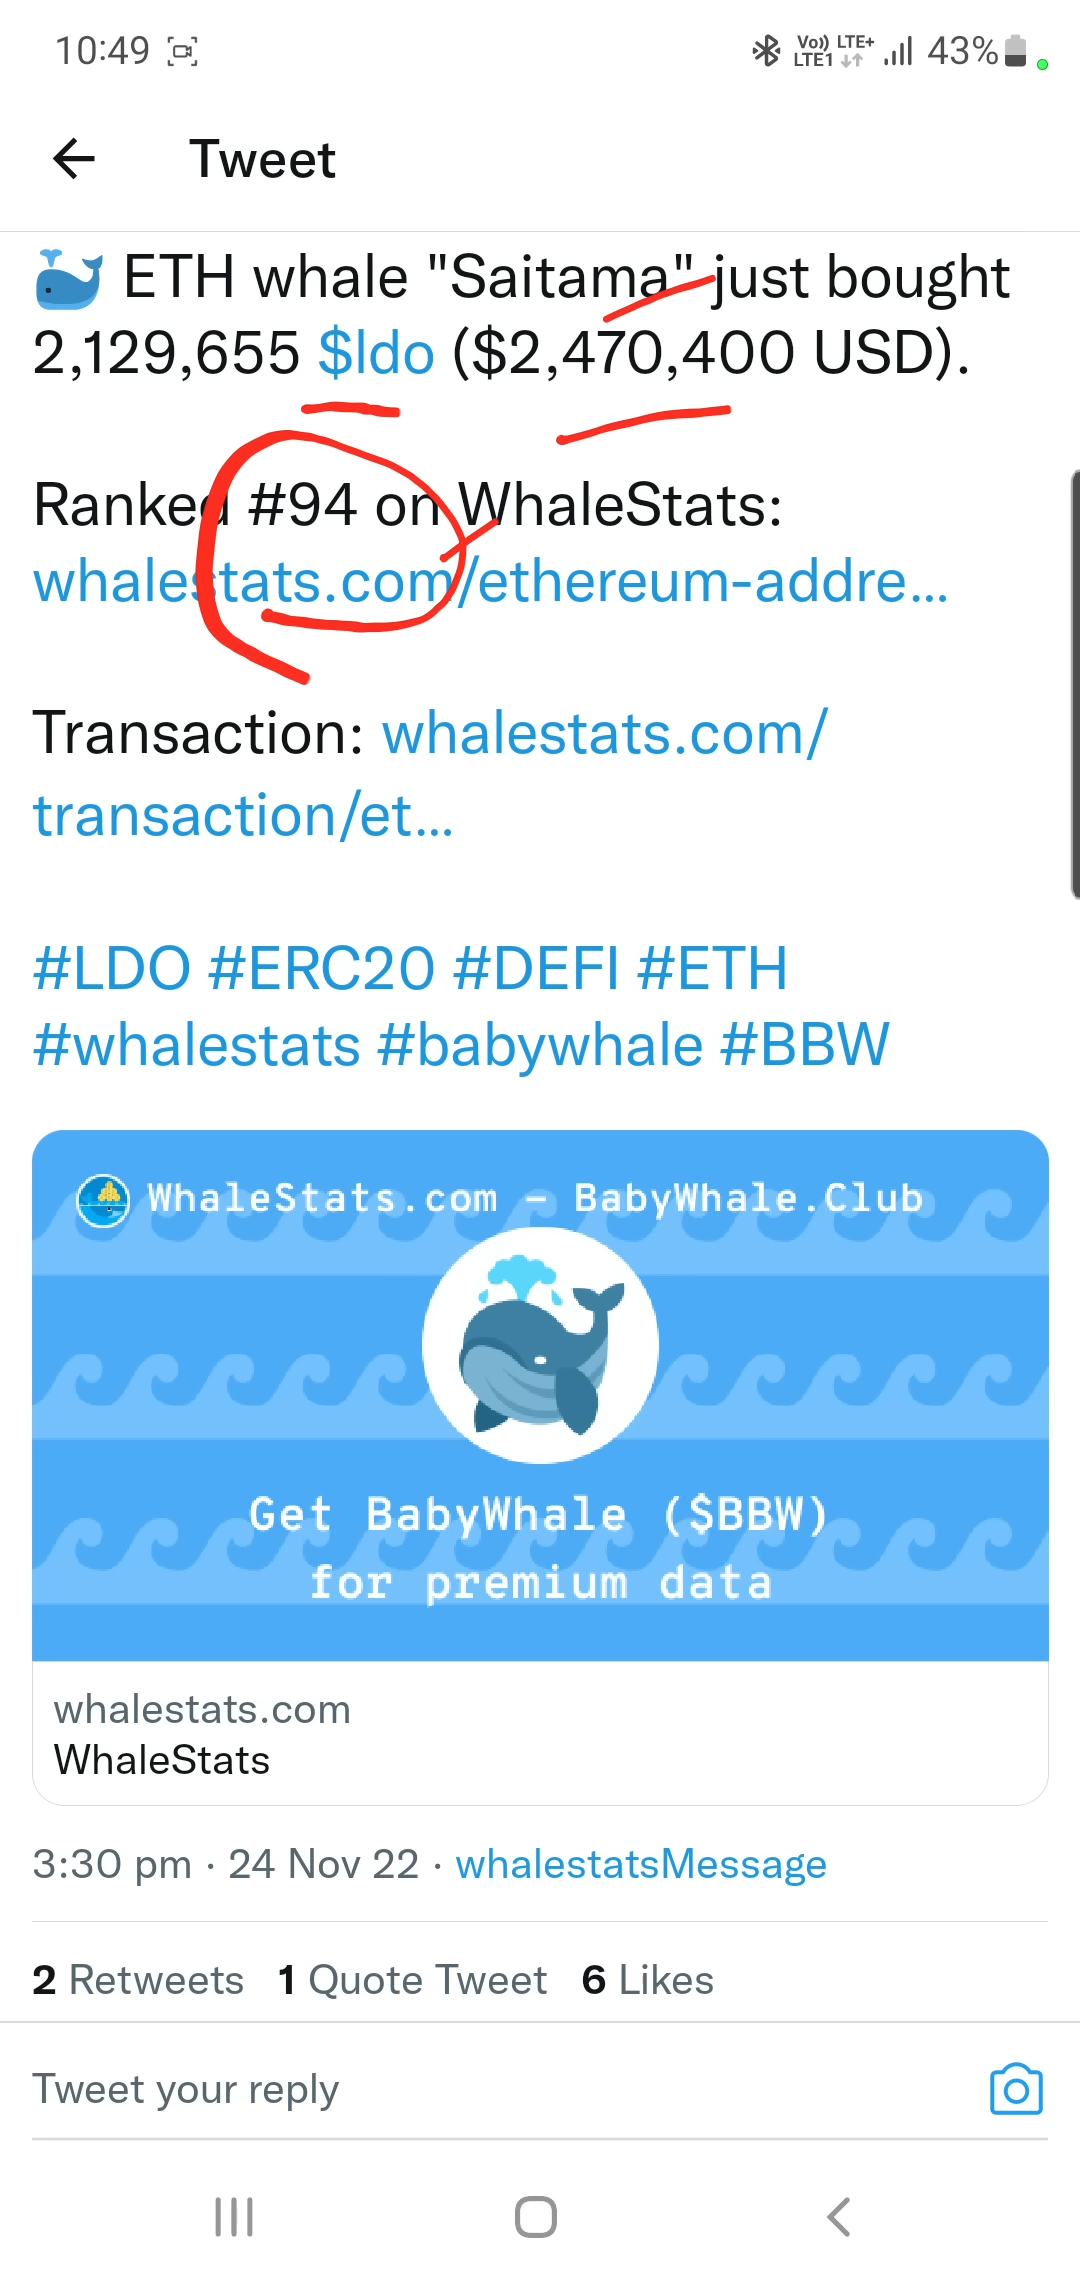 10:49
Vo)) LTE+ 43%
LTE1
Tweet
ETH whale "Saitama" just bought
2,129,655 $ldo ($2,470,400 USD).
Ranked #94 on WhaleStats:
whalestats.com/ethereum-addre...
Transaction: whalestats.com/
transaction/et...
#LDO #ERC20 #DEFI #ETH
#whalestats #babywhale #BBW
WhaleStats.com – BabyWhale.Club
Get BabyWhale ($BBW)
for premium data
whalestats.com
WhaleStats
3:30 pm · 24 Nov 22 · whalestatsMessage
2 Retweets 1 Quote Tweet 6 Likes
Tweet your reply